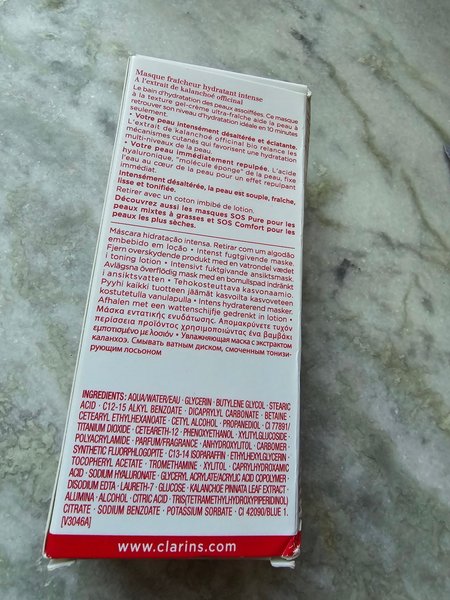 Masque fraîcheur hydratant intense
A l'extrait de kalanchoé officinal
Le bain d'hydratation des peaux assoiffées. Ce masque
à la texture gel-crème ultra-fraîche aide la peau à
retrouver son niveau d'hydratation idéale en 10 minutes
seulement.
• Votre peau intensément désaltérée et éclatante.
L'extrait de kalanchoé officinal bio relance les
mécanismes cutanés qui favorisent une hydratation
multi-niveaux de la peau.
• Votre peau immédiatement repulpée. L'acide
hyaluronique, "molécule éponge" de la peau, fixe
l'eau au cœur de la peau pour un effet repulpant
immédiat.
Intensément désaltérée, la peau est souple, fraîche,
lisse et tonifiée.
Retirer avec un coton imbibé de lotion.
Découvrez aussi les masques SOS Pure pour les
peaux mixtes à grasses et SOS Comfort pour les
peaux les plus sèches.
Máscara hidratação intensa. Retirar com um algodão
embebido em loção • Intenst fugtgivende maske.
Fjern overskydende produkt med en vatrondel vædet
i toning lotion • Intensivt fuktgivande ansiktsmask.
Avlägsna överflödig mask med en bomullspad indränkt
i ansiktsvatten • Tehokosteuttava kasvonaamio.
Pyyhi kaikki tuotteen jäämät kasvoilta kasvoveteen
kostutetulla vanulapulla • Intens hydraterend masker.
Afhalen met een wattenschijfje gedrenkt in lotion •
Μάσκα εντατικής ενυδάτωσης. Απομακρύνετε τυχόν
περίσσεια προϊόντος χρησιμοποιώντας ένα βαμβάκι
εμποτισμένο με λοσιόν • Увлажняющая маска с экстрактом
каланхоэ. Смывать ватным диском, смоченным тонизи-
рующим лосьоном
INGREDIENTS: AQUA/WATER/EAU · GLYCERIN · BUTYLENE GLYCOL · STEARIC
ACID · C12-15 ALKYL BENZOATE · DICAPRYLYL CARBONATE · BETAINE ·
CETEARYL ETHYLHEXANOATE · CETYL ALCOHOL · PROPANEDIOL · CI 77891/
TITANIUM DIOXIDE · CETEARETH-12 · PHENOXYETHANOL · XYLITYLGLUCOSIDE ·
POLYACRYLAMIDE · PARFUM/FRAGRANCE · ANHYDROXYLITOL · CARBOMER ·
SYNTHETIC FLUORPHLOGOPITE · C13-14 ISOPARAFFIN · ETHYLHEXYLGLYCERIN ·
TOCOPHERYL ACETATE · TROMETHAMINE · XYLITOL · CAPRYLHYDROXAMIC
ACID · SODIUM HYALURONATE · GLYCERYL ACRYLATE/ACRYLIC ACID COPOLYMER ·
DISODIUM EDTA · LAURETH-7 · GLUCOSE · KALANCHOE PINNATA LEAF EXTRACT ·
ALUMINA · ALCOHOL · CITRIC ACID · TRIS(TETRAMETHYLHYDROXYPIPERIDINOL)
CITRATE · SODIUM BENZOATE · POTASSIUM SORBATE · CI 42090/BLUE 1.
[V3046A]
www.clarins.com